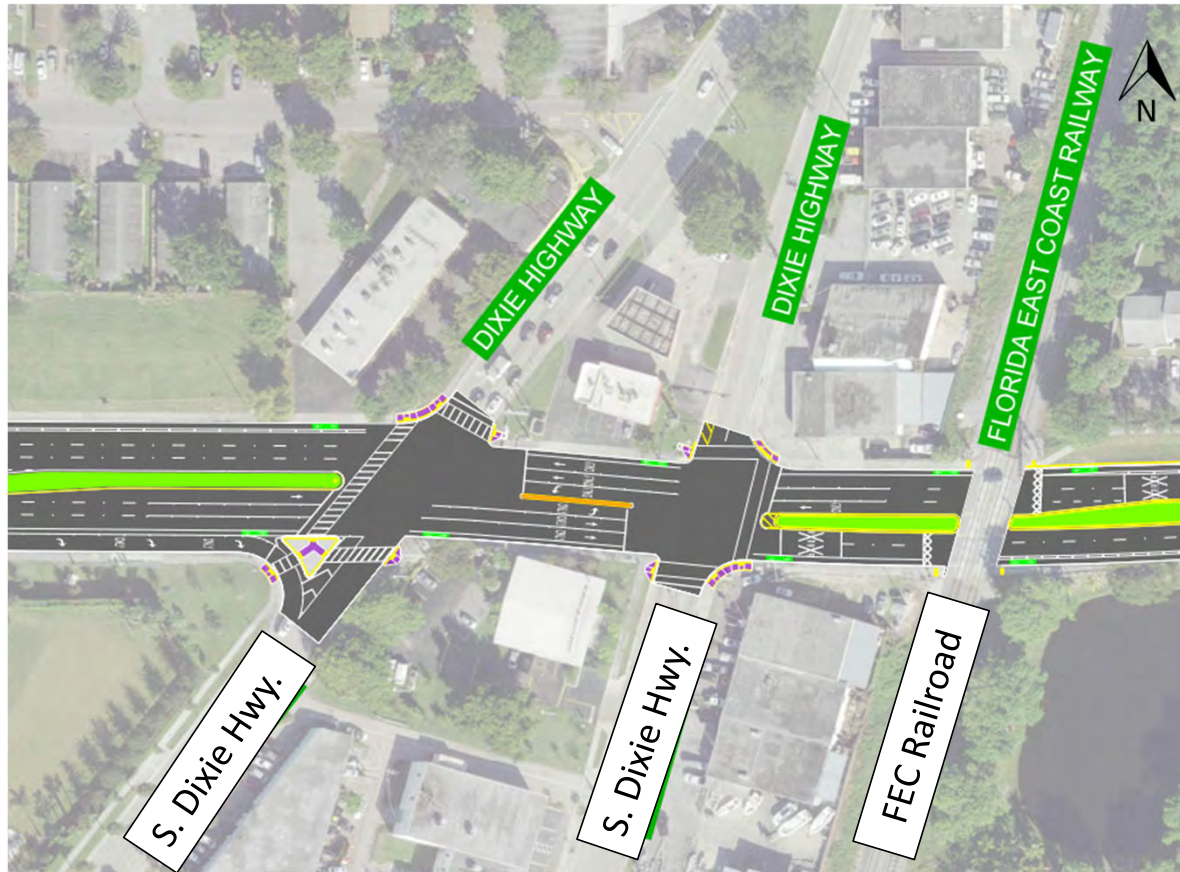 N
DIXIE HIGHWAY
DIXIE HIGHWAY
FLORIDA EAST COAST RAILWAY
S. Dixie Hwy.
S. Dixie Hwy.
FEC Railroad